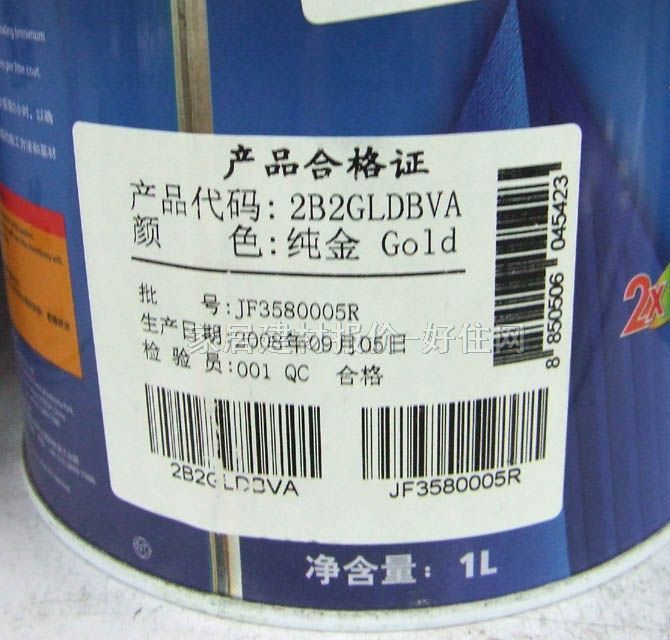 产品合格证
产品代码: 2B2GLDBVA
颜 色: 纯金 Gold
批 号: JF3580005R
生产日期: 2008年09月05日
检 验 员: 001 QC 合格
2B2GLDBVA
JF3580005R
8 850506 045423
家居建材报价-好住网
2x
净含量: 1L